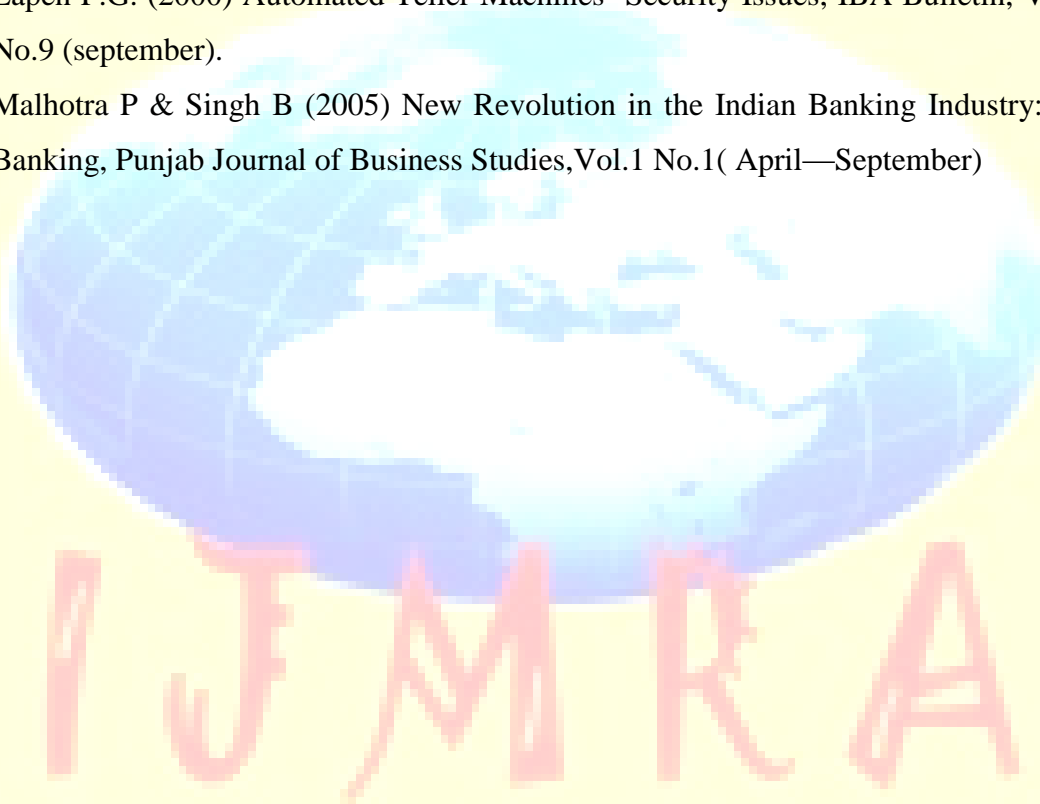 P.G. (2000) Automated Teller Machines- Security Issues, IBA Bulletin,
No.9 (september).
Malhotra P & Singh B (2005) New Revolution in the Indian Banking Industry:
Banking, Punjab Journal of Business Studies,Vol.1 No.1( April—September)
IJMRA